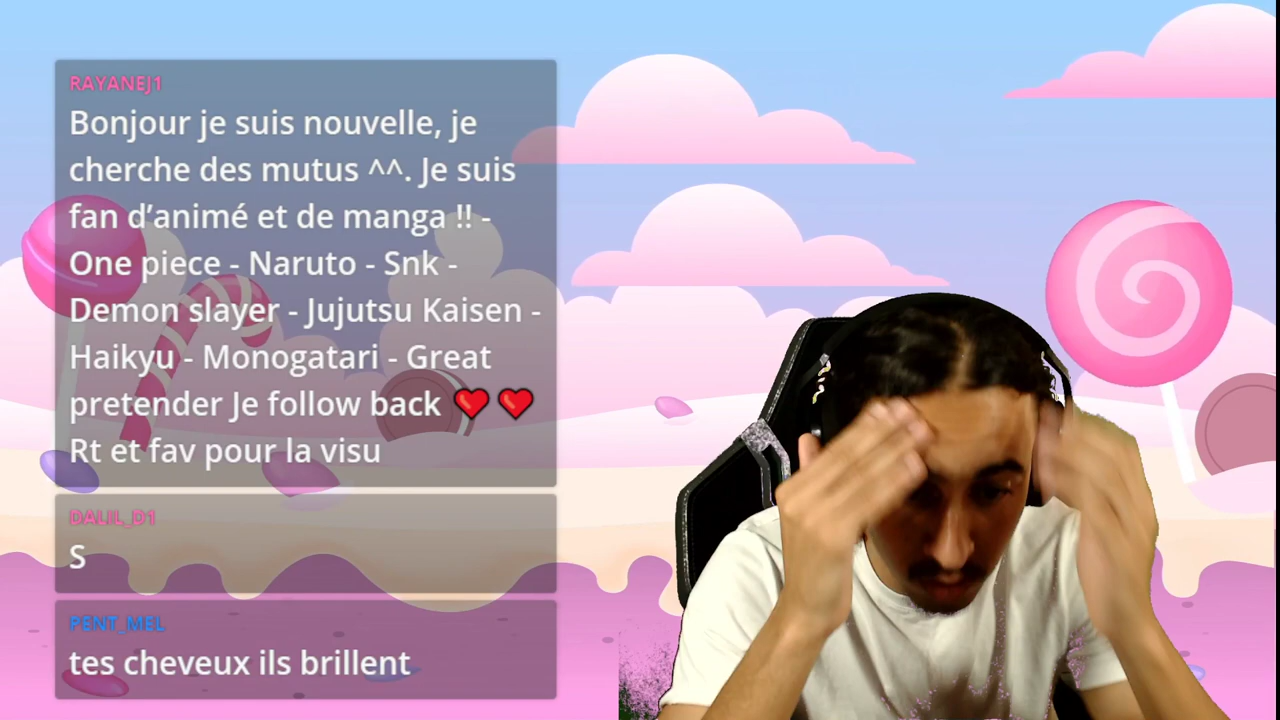 RAYANEJ1
Bonjour je suis nouvelle, je
cherche des mutus ^^. Je suis
fan d’animé et de manga !! -
One piece - Naruto - Snk -
Demon slayer - Jujutsu Kaisen -
Haikyu - Monogatari - Great
pretender Je follow back ❤️ ❤️
Rt et fav pour la visu
DALIL_D1
S
PENT_MEL
tes cheveux ils brillent